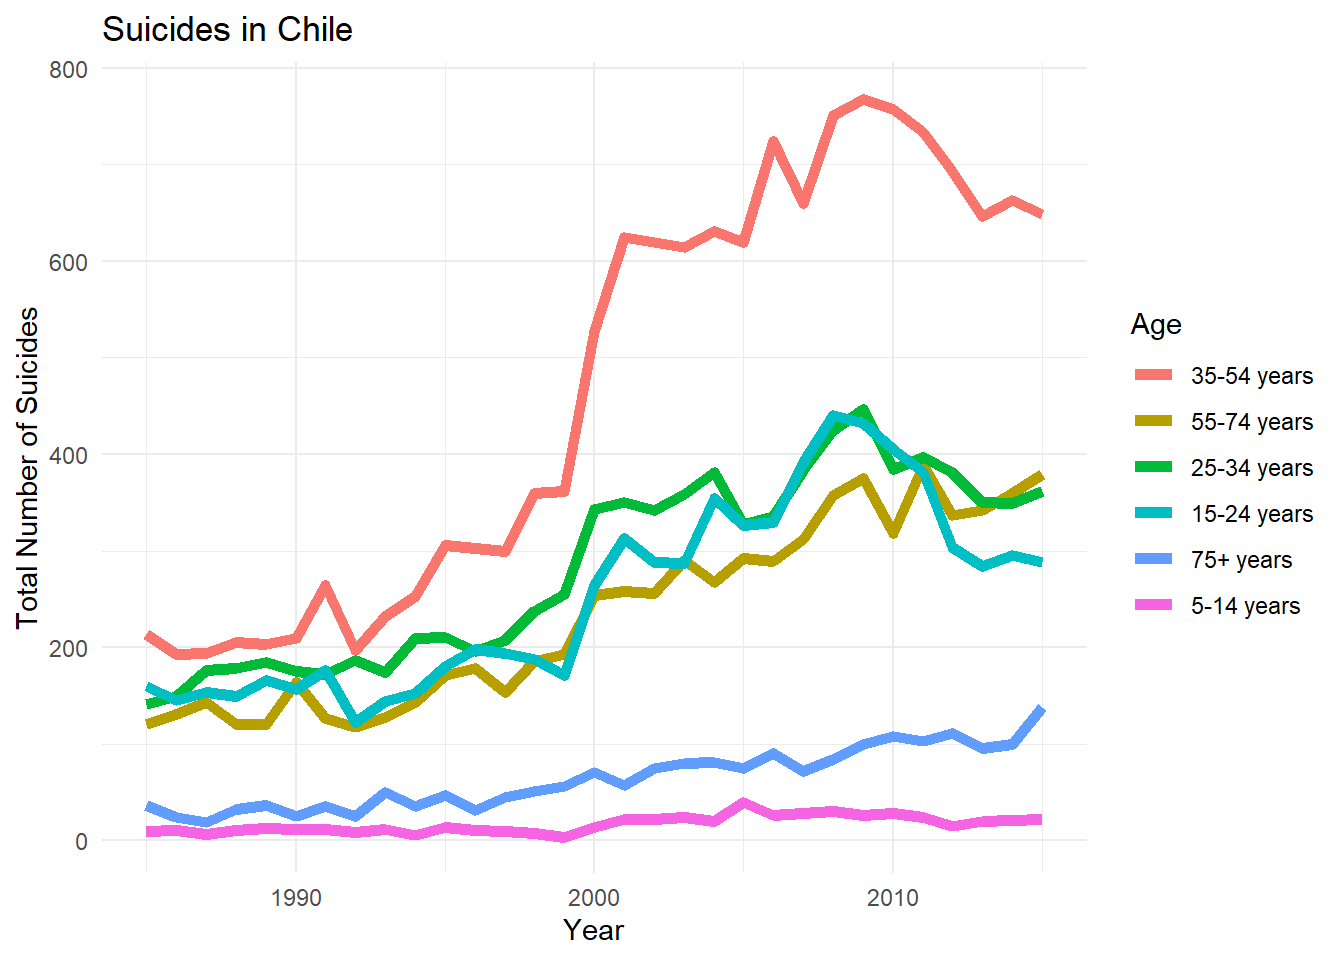 Suicides in Chile
800
600
400
200
0
Total Number of Suicides
1990
2000
2010
Year
Age
35-54 years
55-74 years
25-34 years
15-24 years
75+ years
5-14 years